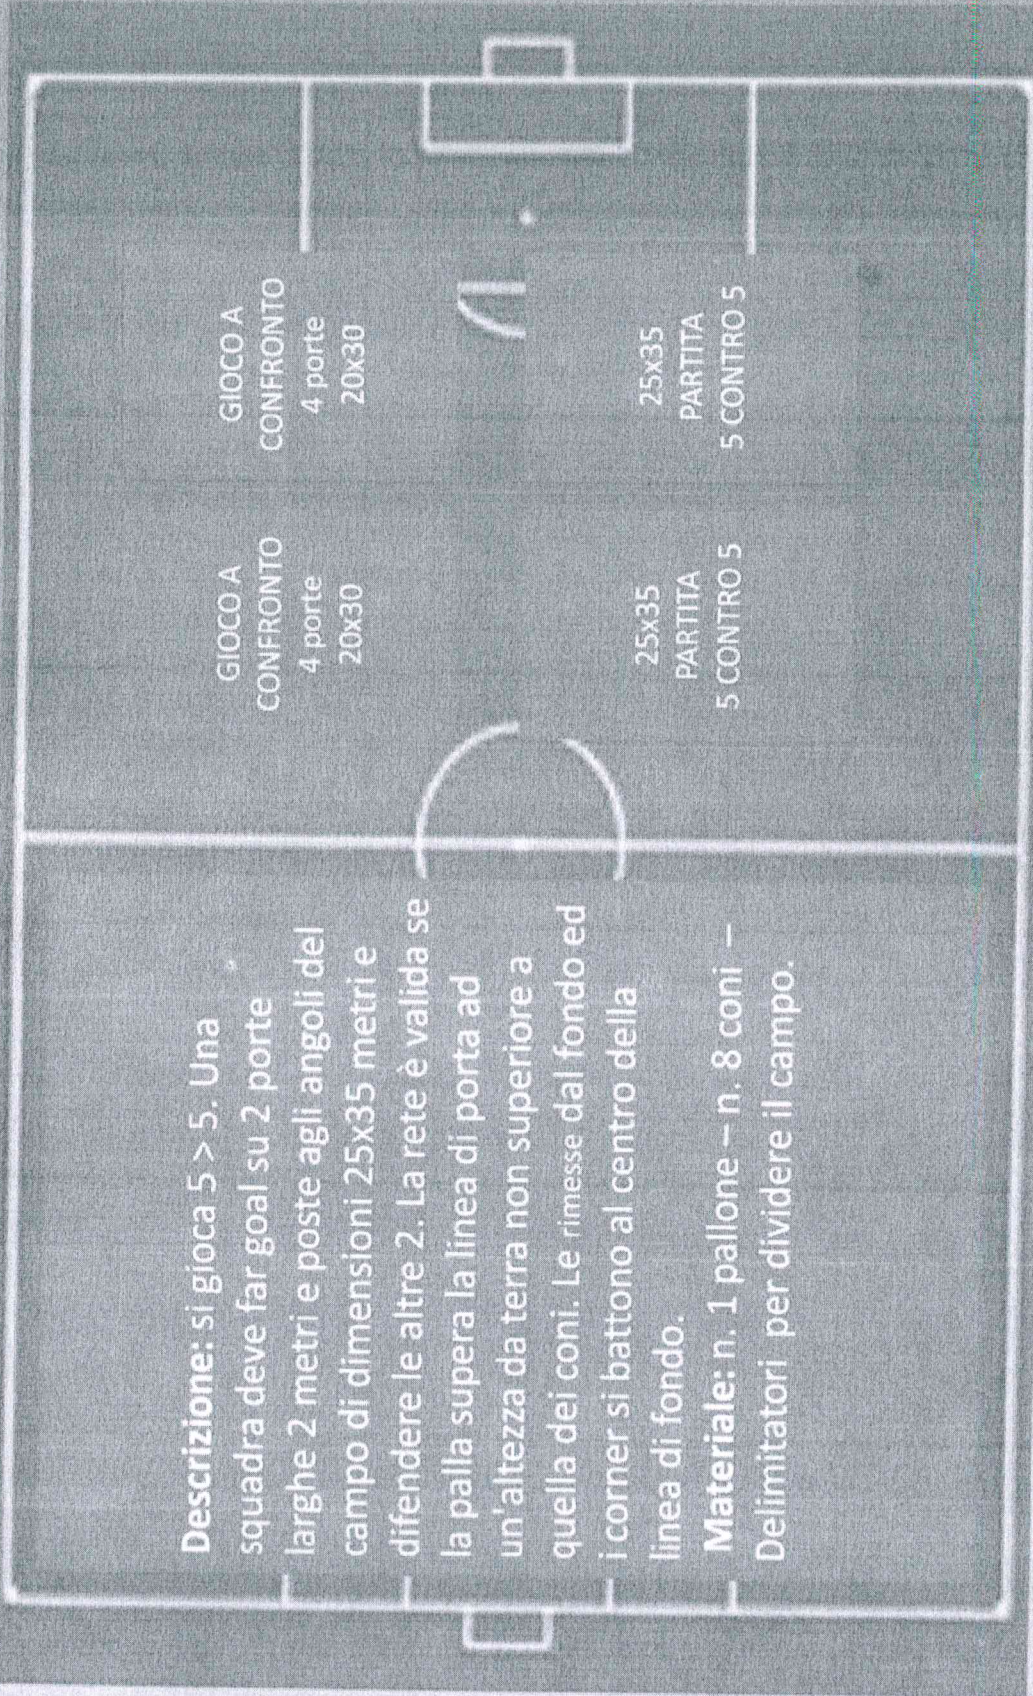 Descrizione: si gioca 5 > 5. Una
squadra deve far goal su 2 porte
larghe 2 metri e poste agli angoli del
campo di dimensioni 25x35 metri e
difendere le altre 2. La rete è valida se
la palla supera la linea di porta ad
un'altezza da terra non superiore a
quella dei coni. Le rimesse dal fondo ed
i corner si battono al centro della
linea di fondo.
Materiale: n. 1 pallone – n. 8 coni –
Delimitatori per dividere il campo.
GIOCO A
CONFRONTO
4 porte
20x30
GIOCO A
CONFRONTO
4 porte
20x30
25x35
PARTITA
5 CONTRO 5
25x35
PARTITA
5 CONTRO 5